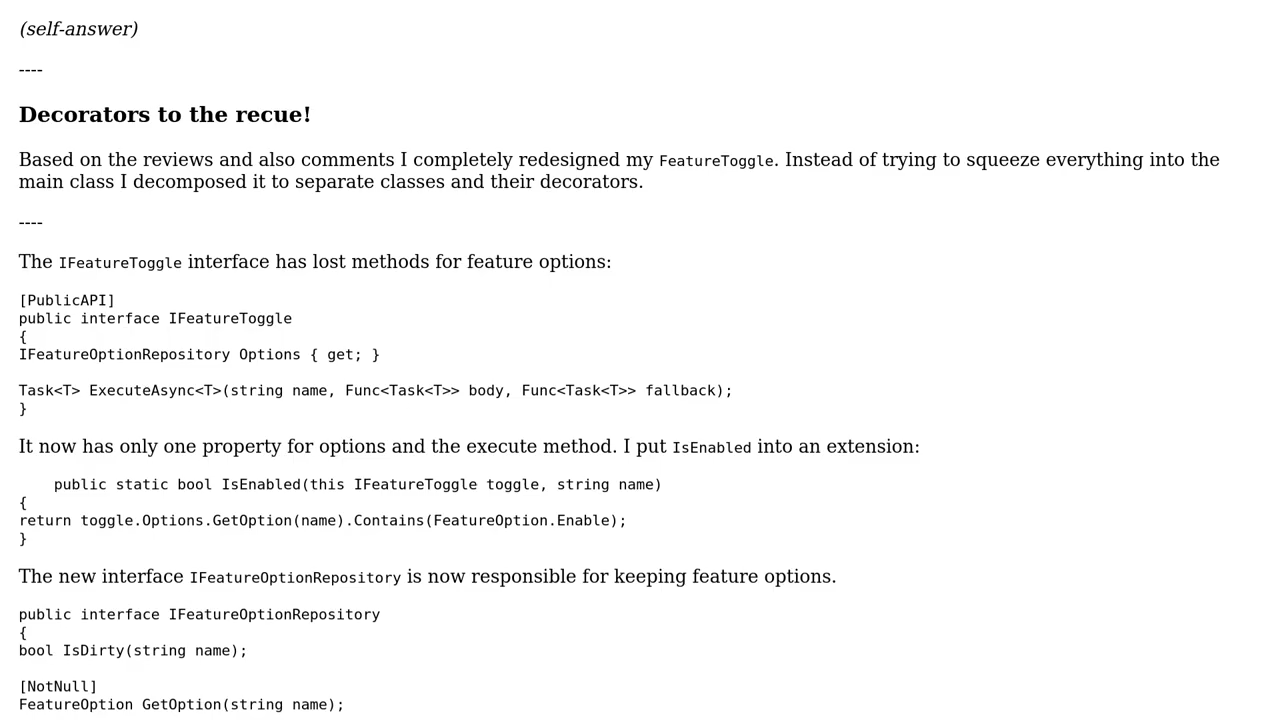 (self-answer)
----
Decorators to the recue!
Based on the reviews and also comments I completely redesigned my FeatureToggle. Instead of trying to squeeze everything into the
main class I decomposed it to separate classes and their decorators.
----
The IFeatureToggle interface has lost methods for feature options:
[PublicAPI]
public interface IFeatureToggle
{
IFeatureOptionRepository Options { get; }
Task<T> ExecuteAsync<T>(string name, Func<Task<T>> body, Func<Task<T>> fallback);
}
It now has only one property for options and the execute method. I put IsEnabled into an extension:
public static bool IsEnabled(this IFeatureToggle toggle, string name)
{
return toggle.Options.GetOption(name).Contains(FeatureOption.Enable);
}
The new interface IFeatureOptionRepository is now responsible for keeping feature options.
public interface IFeatureOptionRepository
{
bool IsDirty(string name);
[NotNull]
FeatureOption GetOption(string name);